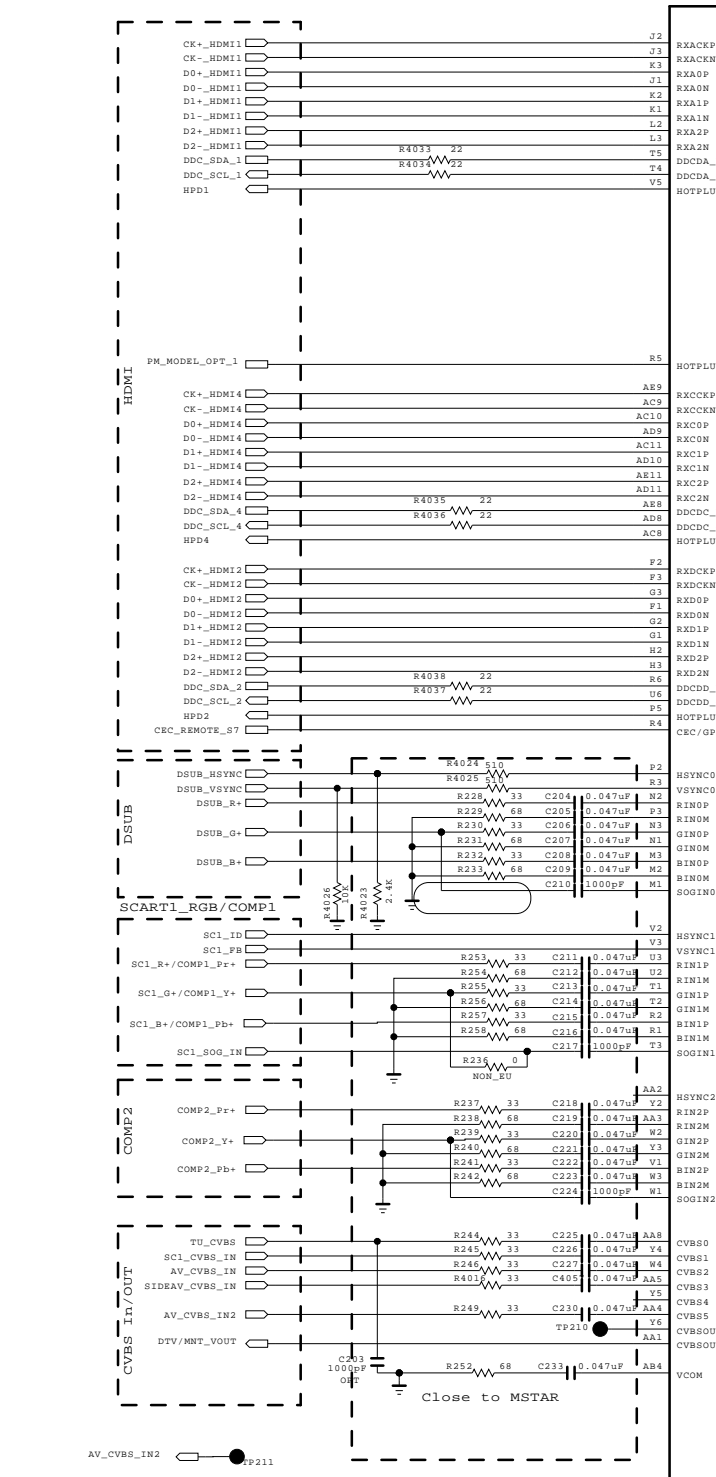 CK+_HDMI1 J2 RXACKP
CK-_HDMI1 J3 RXACKN
D0+_HDMI1 K3 RXA0P
D0-_HDMI1 J1 RXA0N
D1+_HDMI1 K2 RXA1P
D1-_HDMI1 K1 RXA1N
D2+_HDMI1 L2 RXA2P
D2-_HDMI1 L3 RXA2N
DDC_SDA_1 R4033 22 T5 DDCDA_
DDC_SCL_1 R4034 22 T4 DDCDA_
HPD1 V5 HOTPLU
HDMI
PM_MODEL_OPT_1 R5 HOTPLU
CK+_HDMI4 AE9 RXCCKP
CK-_HDMI4 AC9 RXCCKN
D0+_HDMI4 AC10 RXC0P
D0-_HDMI4 AD9 RXC0N
D1+_HDMI4 AC11 RXC1P
D1-_HDMI4 AD10 RXC1N
D2+_HDMI4 AE11 RXC2P
D2-_HDMI4 AD11 RXC2N
DDC_SDA_4 R4035 22 AE8 DDCDC_
DDC_SCL_4 R4036 22 AD8 DDCDC_
HPD4 AC8 HOTPLU
CK+_HDMI2 F2 RXDCKP
CK-_HDMI2 F3 RXDCKN
D0+_HDMI2 G3 RXD0P
D0-_HDMI2 F1 RXD0N
D1+_HDMI2 G2 RXD1P
D1-_HDMI2 G1 RXD1N
D2+_HDMI2 H2 RXD2P
D2-_HDMI2 H3 RXD2N
DDC_SDA_2 R4038 22 R6 DDCDD_
DDC_SCL_2 R4037 22 U6 DDCDD_
HPD2 P5 HOTPLU
CEC_REMOTE_S7 R4 CEC/GP
DSUB
DSUB_HSYNC R4024 510 P2 HSYNC0
DSUB_VSYNC R4025 510 R3 VSYNC0
DSUB_R+ R228 33 C204 0.047uF N2 RIN0P
R229 68 C205 0.047uF P3 RIN0M
DSUB_G+ R230 33 C206 0.047uF N3 GIN0P
R231 68 C207 0.047uF N1 GIN0M
DSUB_B+ R232 33 C208 0.047uF M3 BIN0P
R233 68 C209 0.047uF M2 BIN0M
C210 1000pF M1 SOGIN0
R4026 10K
R4023 2.4K
SCART1_RGB/COMP1
SC1_ID V2 HSYNC1
SC1_FB V3 VSYNC1
SC1_R+/COMP1_Pr+ R253 33 C211 0.047uF U3 RIN1P
R254 68 C212 0.047uF U2 RIN1M
SC1_G+/COMP1_Y+ R255 33 C213 0.047uF T1 GIN1P
R256 68 C214 0.047uF T2 GIN1M
SC1_B+/COMP1_Pb+ R257 33 C215 0.047uF R2 BIN1P
R258 68 C216 0.047uF R1 BIN1M
SC1_SOG_IN C217 1000pF T3 SOGIN1
R236 0
NON_EU
COMP2
AA2 HSYNC2
COMP2_Pr+ R237 33 C218 0.047uF Y2 RIN2P
R238 68 C219 0.047uF AA3 RIN2M
COMP2_Y+ R239 33 C220 0.047uF W2 GIN2P
R240 68 C221 0.047uF Y3 GIN2M
COMP2_Pb+ R241 33 C222 0.047uF V1 BIN2P
R242 68 C223 0.047uF W3 BIN2M
C224 1000pF W1 SOGIN2
CVBS In/OUT
TU_CVBS R244 33 C225 0.047uF AA8 CVBS0
SC1_CVBS_IN R245 33 C226 0.047uF Y4 CVBS1
AV_CVBS_IN R246 33 C227 0.047uF W4 CVBS2
SIDEAV_CVBS_IN R4016 33 C405 0.047uF AA5 CVBS3
Y5 CVBS4
AV_CVBS_IN2 R249 33 C230 0.047uF AA4 CVBS5
TP210 Y6 CVBSOU
DTV/MNT_VOUT AA1 CVBSOU
C203
1000pF
OPT
R252 68 C233 0.047uF AB4 VCOM
Close to MSTAR
AV_CVBS_IN2 TP211